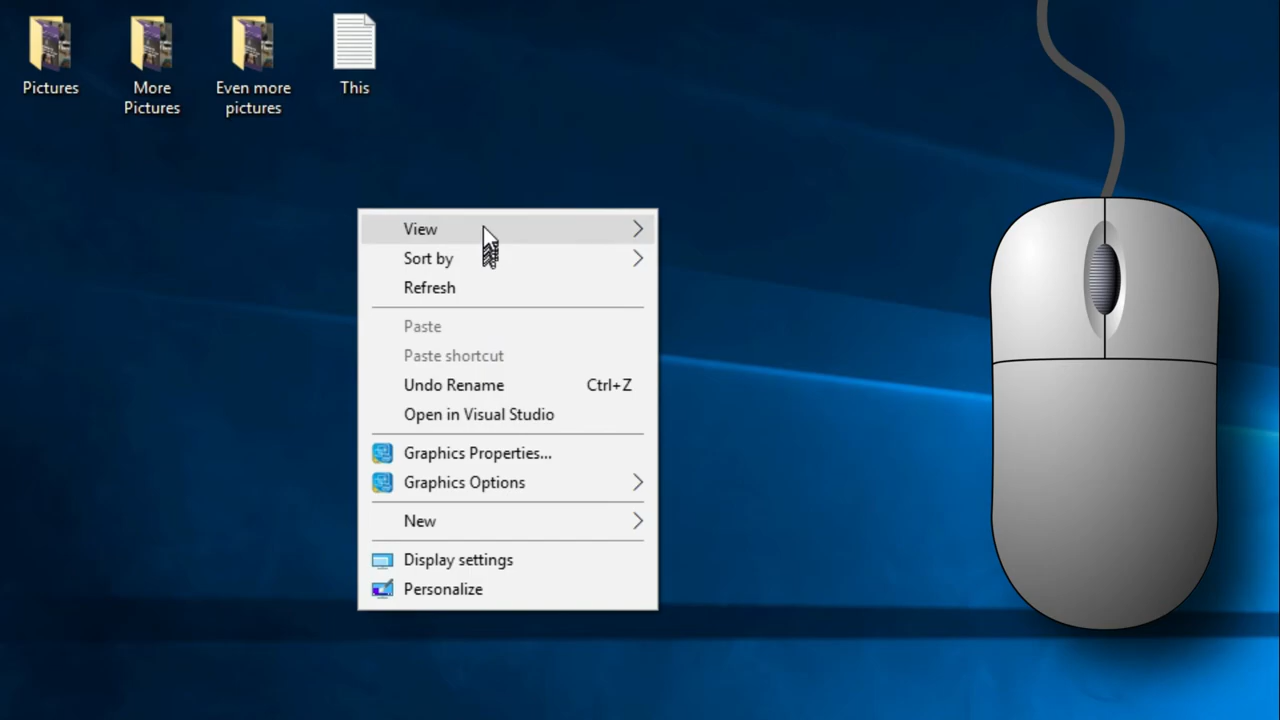 Pictures
More
Pictures
Even more
pictures
This
View
Sort by
Refresh
Paste
Paste shortcut
Undo Rename Ctrl+Z
Open in Visual Studio
Graphics Properties...
Graphics Options
New
Display settings
Personalize